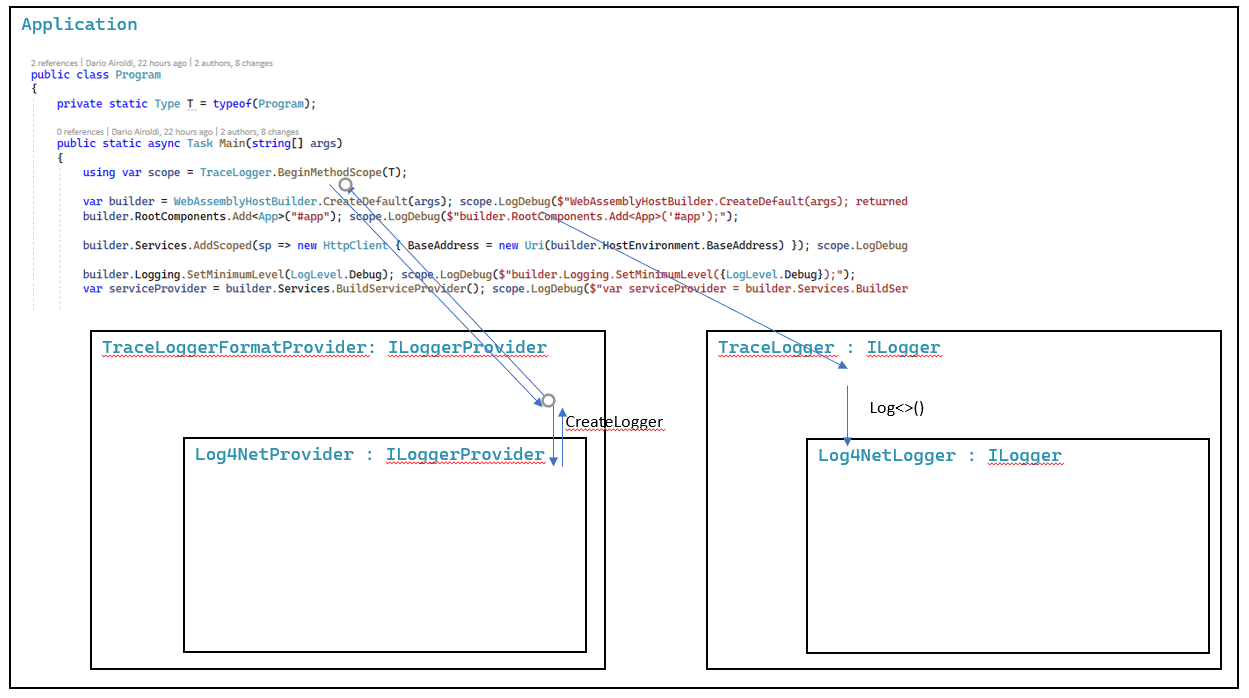 Application
2 references | Dario Airoldi, 22 hours ago | 2 authors, 8 changes
public class Program
{
private static Type T = typeof(Program);
0 references | Dario Airoldi, 22 hours ago | 2 authors, 8 changes
public static async Task Main(string[] args)
{
using var scope = TraceLogger.BeginMethodScope(T);
var builder = WebAssemblyHostBuilder.CreateDefault(args); scope.LogDebug($"WebAssemblyHostBuilder.CreateDefault(args); returned
builder.RootComponents.Add<App>("#app"); scope.LogDebug($"builder.RootComponents.Add<App>('#app');");
builder.Services.AddScoped(sp => new HttpClient { BaseAddress = new Uri(builder.HostEnvironment.BaseAddress) }); scope.LogDebug
builder.Logging.SetMinimumLevel(LogLevel.Debug); scope.LogDebug($"builder.Logging.SetMinimumLevel({LogLevel.Debug});");
var serviceProvider = builder.Services.BuildServiceProvider(); scope.LogDebug($"var serviceProvider = builder.Services.BuildSer
TraceLoggerFormatProvider: ILoggerProvider
TraceLogger : ILogger
CreateLogger
Log<>()
Log4NetProvider : ILoggerProvider
Log4NetLogger : ILogger